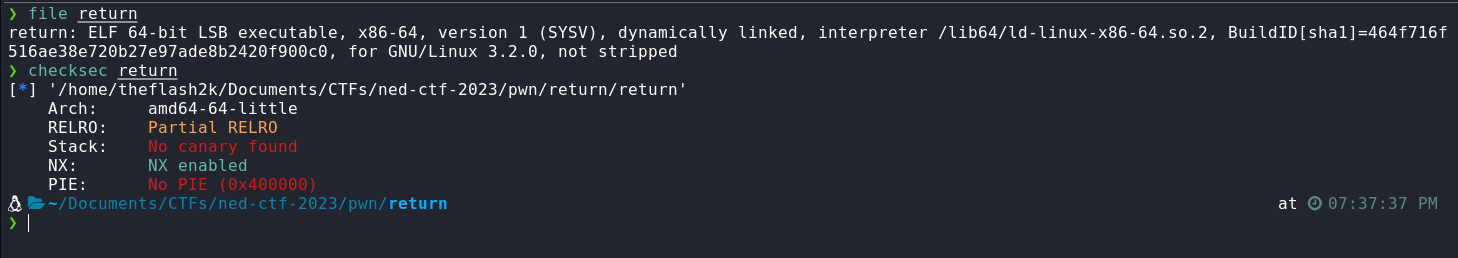 ❯ file return
return: ELF 64-bit LSB executable, x86-64, version 1 (SYSV), dynamically linked, interpreter /lib64/ld-linux-x86-64.so.2, BuildID[sha1]=464f716f
516ae38e720b27e97ade8b2420f900c0, for GNU/Linux 3.2.0, not stripped
❯ checksec return
[*] '/home/theflash2k/Documents/CTFs/ned-ctf-2023/pwn/return/return'
    Arch:     amd64-64-little
    RELRO:    Partial RELRO
    Stack:    No canary found
    NX:       NX enabled
    PIE:      No PIE (0x400000)
~/Documents/CTFs/ned-ctf-2023/pwn/return at 07:37:37 PM
❯